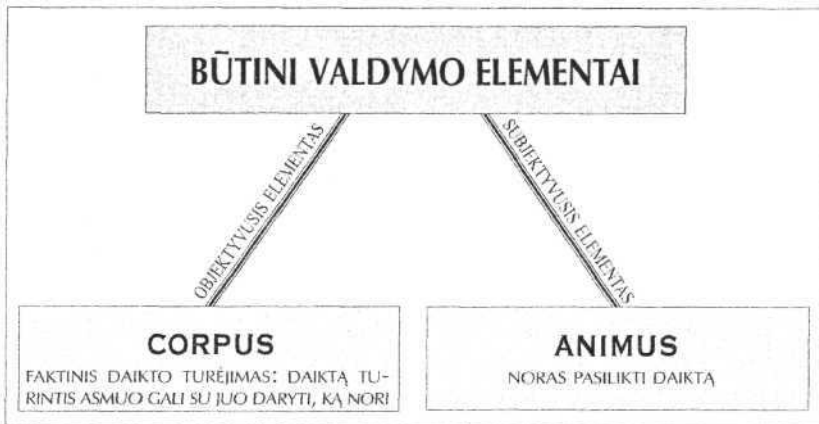 BŪTINI VALDYMO ELEMENTAI
OBJEKTYVUSIS ELEMENTAS
SUBJEKTYVUSIS ELEMENTAS
CORPUS
FAKTINIS DAIKTO TURĖJIMAS: DAIKTĄ TU-
RINTIS ASMUO GALI SU JUO DARYTI, KĄ NORI
ANIMUS
NORAS PASILIKTI DAIKTĄ